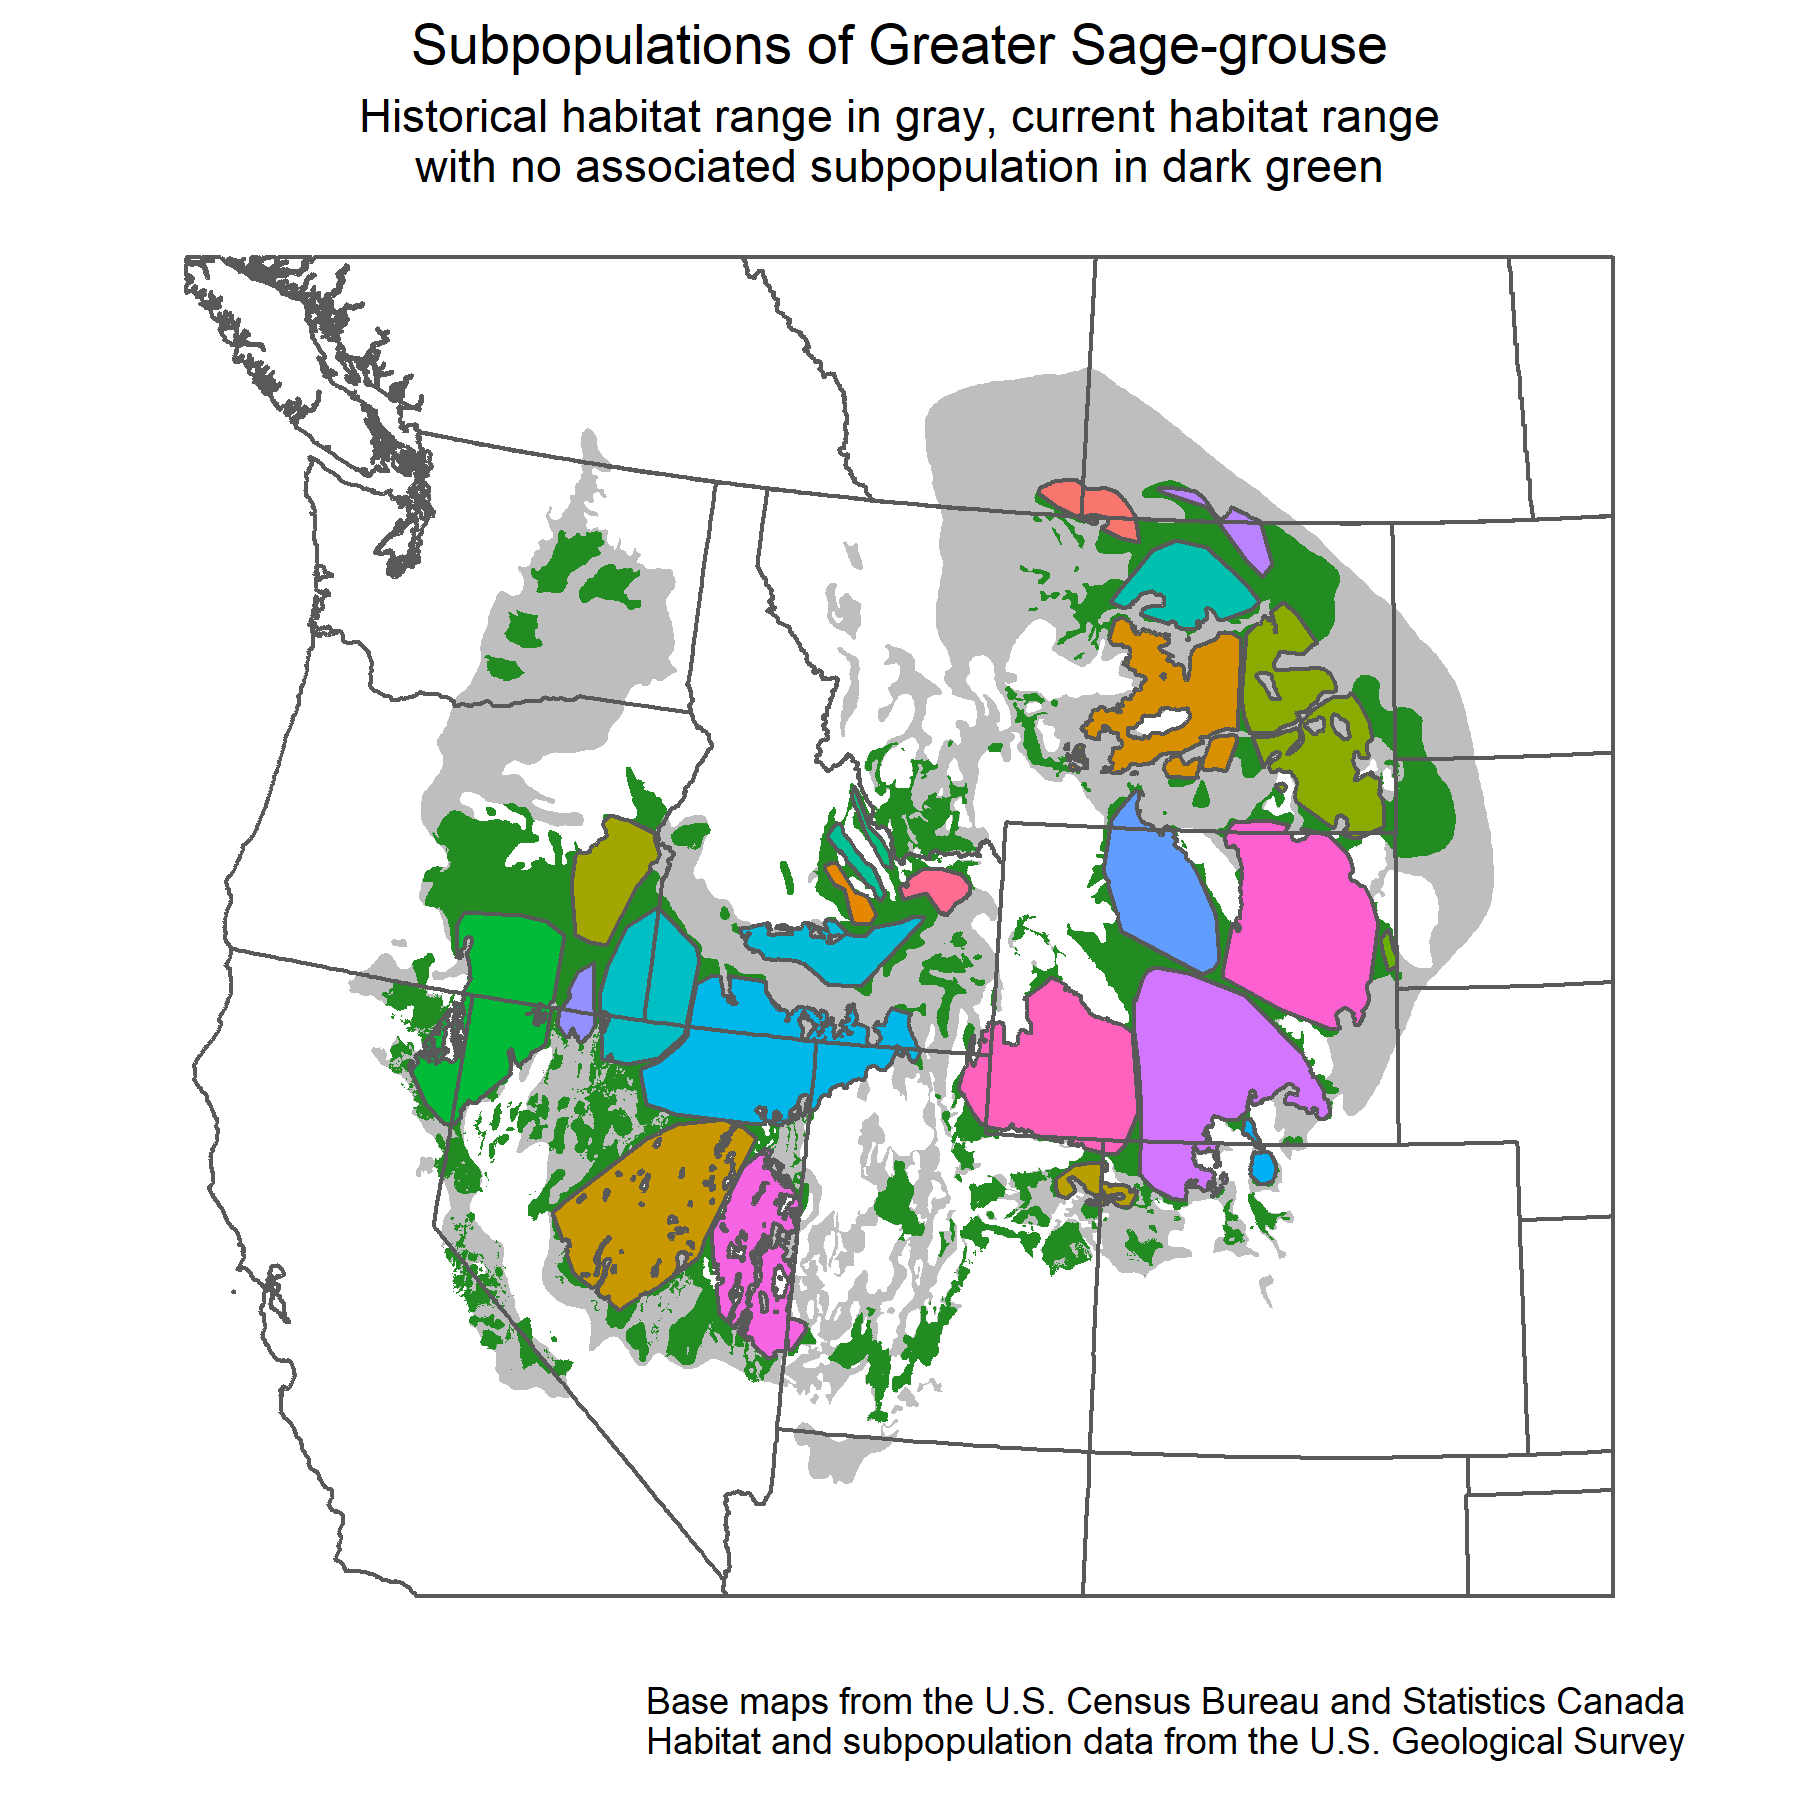 Subpopulations of Greater Sage-grouse
Historical habitat range in gray, current habitat range
with no associated subpopulation in dark green
Base maps from the U.S. Census Bureau and Statistics Canada
Habitat and subpopulation data from the U.S. Geological Survey